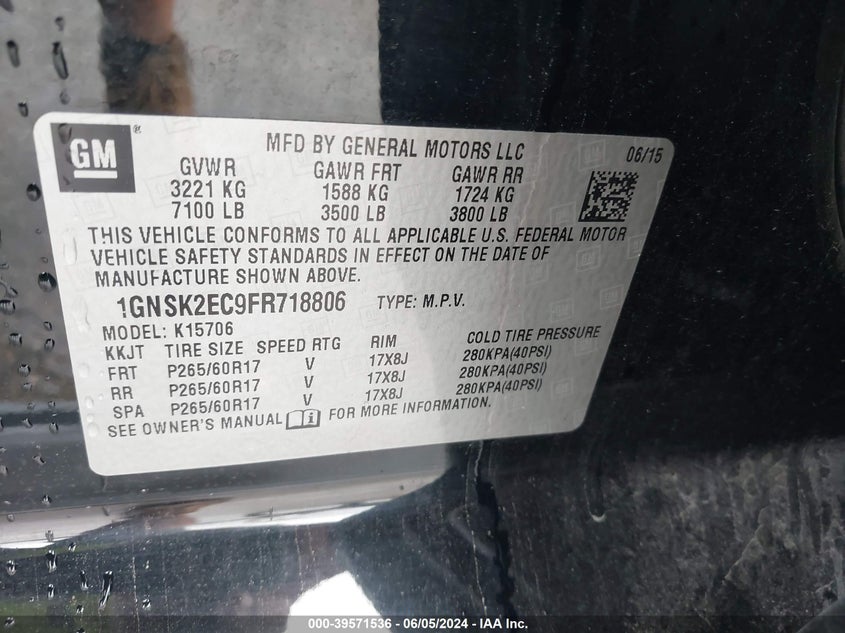 GM ®
MFD BY GENERAL MOTORS LLC 06/15
GVWR GAWR FRT GAWR RR
3221 KG 1588 KG 1724 KG
7100 LB 3500 LB 3800 LB
THIS VEHICLE CONFORMS TO ALL APPLICABLE U.S. FEDERAL MOTOR
VEHICLE SAFETY STANDARDS IN EFFECT ON THE DATE OF
MANUFACTURE SHOWN ABOVE.
1GNSK2EC9FR718806 TYPE: M.P.V.
MODEL: K15706
KKJT TIRE SIZE SPEED RTG RIM COLD TIRE PRESSURE
FRT P265/60R17 V 17X8J 280KPA(40PSI)
RR P265/60R17 V 17X8J 280KPA(40PSI)
SPA P265/60R17 V 17X8J 280KPA(40PSI)
SEE OWNER'S MANUAL i FOR MORE INFORMATION.
000-39571536 - 06/05/2024 - IAA Inc.